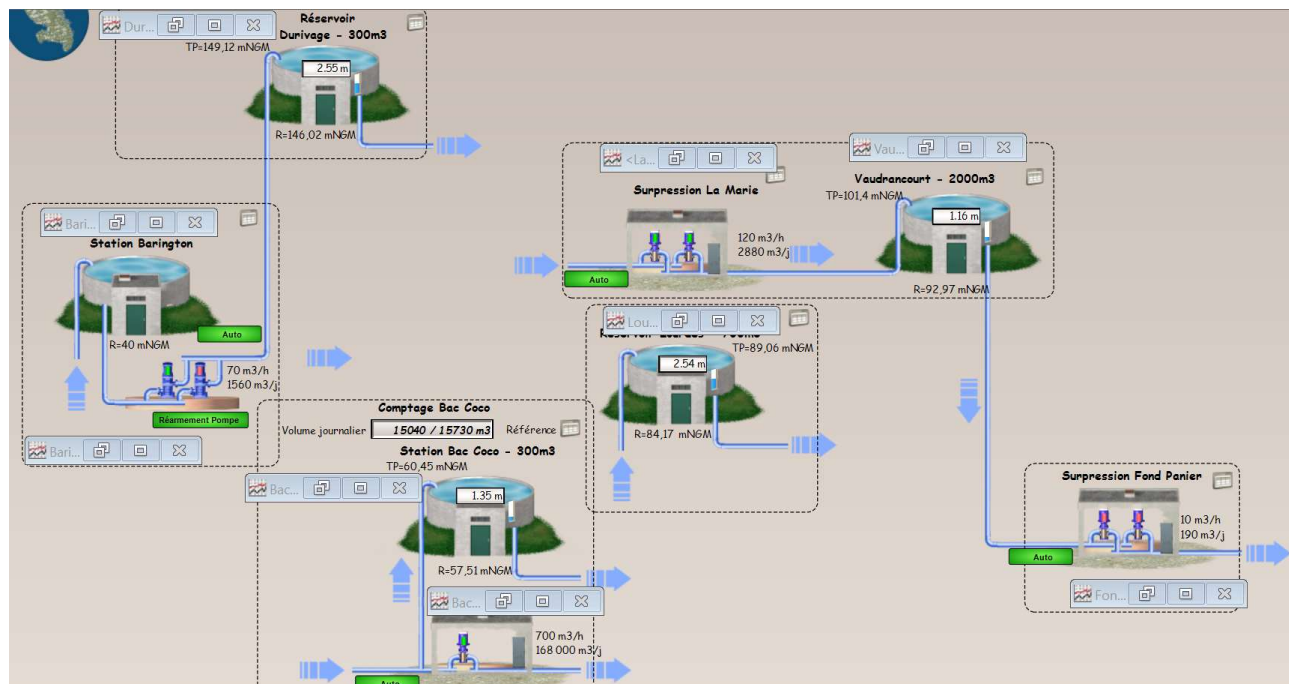 Dur...
Réservoir
Durivage - 300m3
TP=149,12 mNGM
2.55 m
R=146,02 mNGM
<La...
Vau...
Surpression La Marie
Vaudrancourt - 2000m3
TP=101,4 mNGM
1.16 m
120 m3/h
2880 m3/j
Auto
R=92,97 mNGM
Bari...
Station Barington
Auto
R=40 mNGM
70 m3/h
1560 m3/j
Réarmement Pompe
Bari...
Lou...
TP=89,06 mNGM
2.54 m
R=84,17 mNGM
Comptage Bac Coco
Volume journalier 15040 / 15730 m3 Référence
Station Bac Coco - 300m3
TP=60,45 mNGM
Bac...
1.35 m
R=57,51 mNGM
Bac...
700 m3/h
168 000 m3/j
Auto
Surpression Fond Panier
10 m3/h
190 m3/j
Auto
Fon...